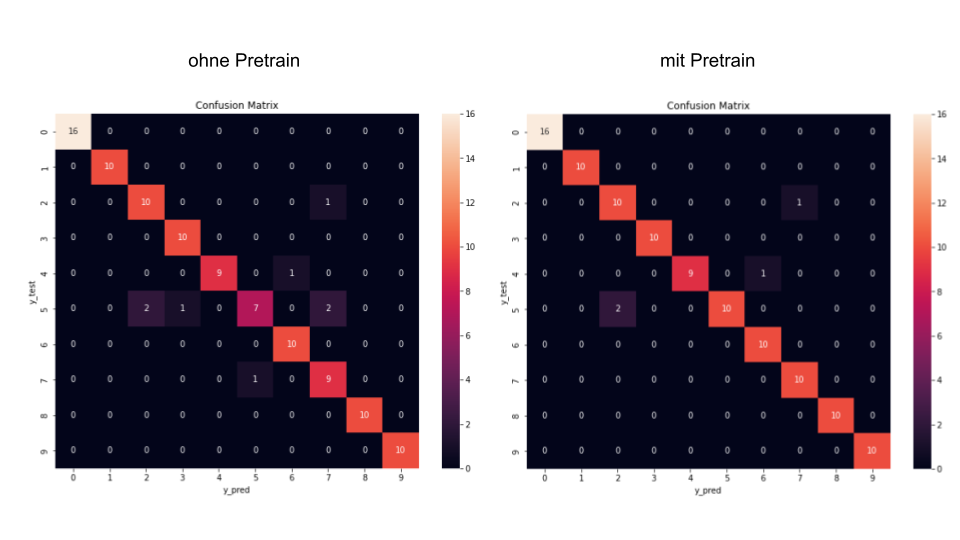 ohne Pretrain
mit Pretrain
Confusion Matrix
0 16 0 0 0 0 0 0 0 0 0
1 0 10 0 0 0 0 0 0 0 0
2 0 0 10 0 0 0 0 1 0 0
3 0 0 0 10 0 0 0 0 0 0
4 0 0 0 0 9 0 1 0 0 0
5 0 0 2 1 0 7 0 2 0 0
6 0 0 0 0 0 0 10 0 0 0
7 0 0 0 0 0 1 0 9 0 0
8 0 0 0 0 0 0 0 0 10 0
9 0 0 0 0 0 0 0 0 0 10
0 1 2 3 4 5 6 7 8 9
y_test
y_pred
16
14
12
10
8
6
4
2
0
Confusion Matrix
0 16 0 0 0 0 0 0 0 0 0
1 0 10 0 0 0 0 0 0 0 0
2 0 0 10 0 0 0 0 1 0 0
3 0 0 0 10 0 0 0 0 0 0
4 0 0 0 0 9 0 1 0 0 0
5 0 0 2 0 0 10 0 0 0 0
6 0 0 0 0 0 0 10 0 0 0
7 0 0 0 0 0 0 0 10 0 0
8 0 0 0 0 0 0 0 0 10 0
9 0 0 0 0 0 0 0 0 0 10
0 1 2 3 4 5 6 7 8 9
y_test
y_pred
16
14
12
10
8
6
4
2
0